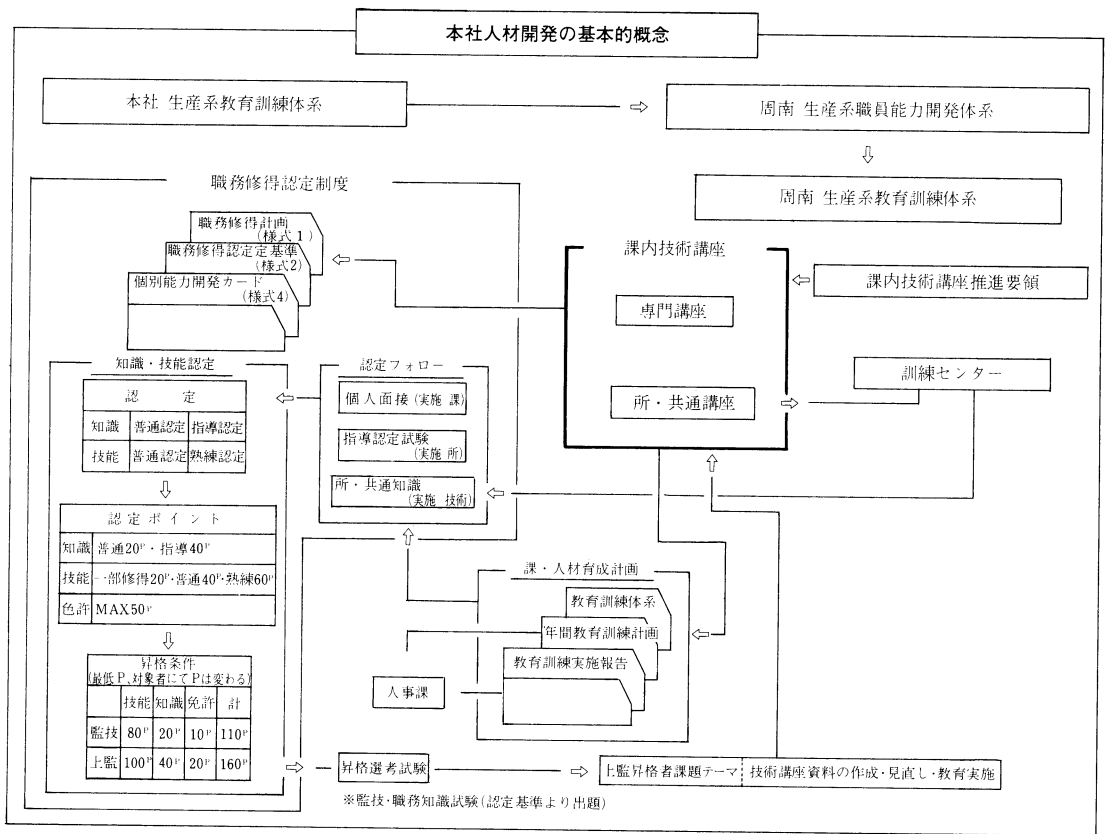 本社人材開発の基本的概念
本社 生産系教育訓練体系
周南 生産系職員能力開発体系
周南 生産系教育訓練体系
職務修得認定制度
職務修得計画
(様式1)
職務修得認定定基準
(様式2)
個別能力開発カード
(様式4)
課内技術講座
専門講座
所・共通講座
課内技術講座推進要領
訓練センター
知識・技能認定
認 定
知識 普通認定 指導認定
技能 普通認定 熟練認定
認定フォロー
個人面接(実施 課)
指導認定試験
(実施 所)
所・共通知識
(実施 技術)
認定ポイント
知識 普通20P・指導40P
技能 一部修得20P・普通40P・熟練60P
色許 MAX50P
課・人材育成計画
教育訓練体系
年間教育訓練計画
教育訓練実施報告
人事課
昇格条件
(最低P、対象者にてPは変わる)
技能 知識 免許 計
監技 80P 20P 10P 110P
上監 100P 40P 20P 160P
昇格選考試験
上監昇格者課題テーマ 技術講座資料の作成・見直し・教育実施
※監技・職務知識試験(認定基準より出題)